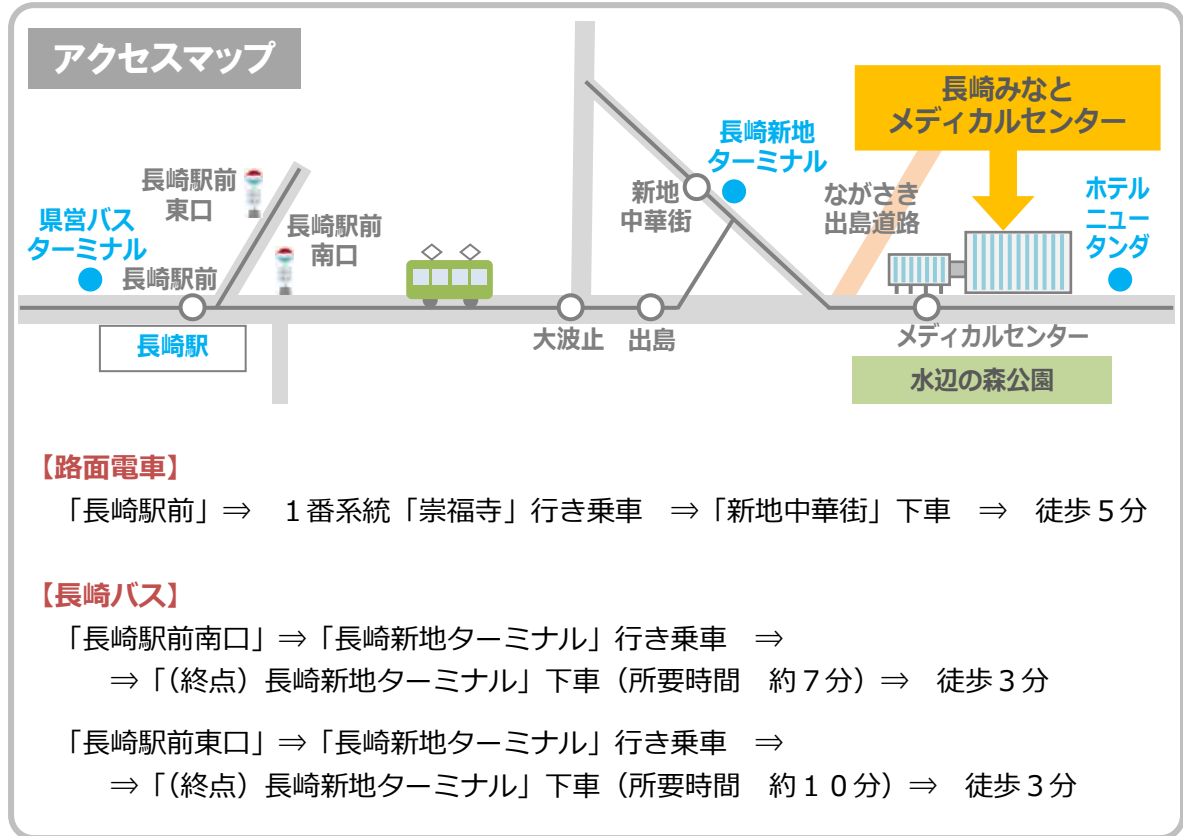 アクセスマップ
長崎みなと
メディカルセンター
長崎新地
ターミナル
長崎駅前
東口
新地
中華街
ながさき
出島道路
ホテル
ニュー
タンダ
県営バス
ターミナル
長崎駅前
南口
長崎駅前
長崎駅
大波止
出島
メディカルセンター
水辺の森公園
【路面電車】
「長崎駅前」⇒　１番系統「崇福寺」行き乗車　⇒「新地中華街」下車　⇒　徒歩５分
【長崎バス】
「長崎駅前南口」⇒「長崎新地ターミナル」行き乗車　⇒
⇒「（終点）長崎新地ターミナル」下車（所要時間　約７分）⇒　徒歩３分
「長崎駅前東口」⇒「長崎新地ターミナル」行き乗車　⇒
⇒「（終点）長崎新地ターミナル」下車（所要時間　約１０分）⇒　徒歩３分